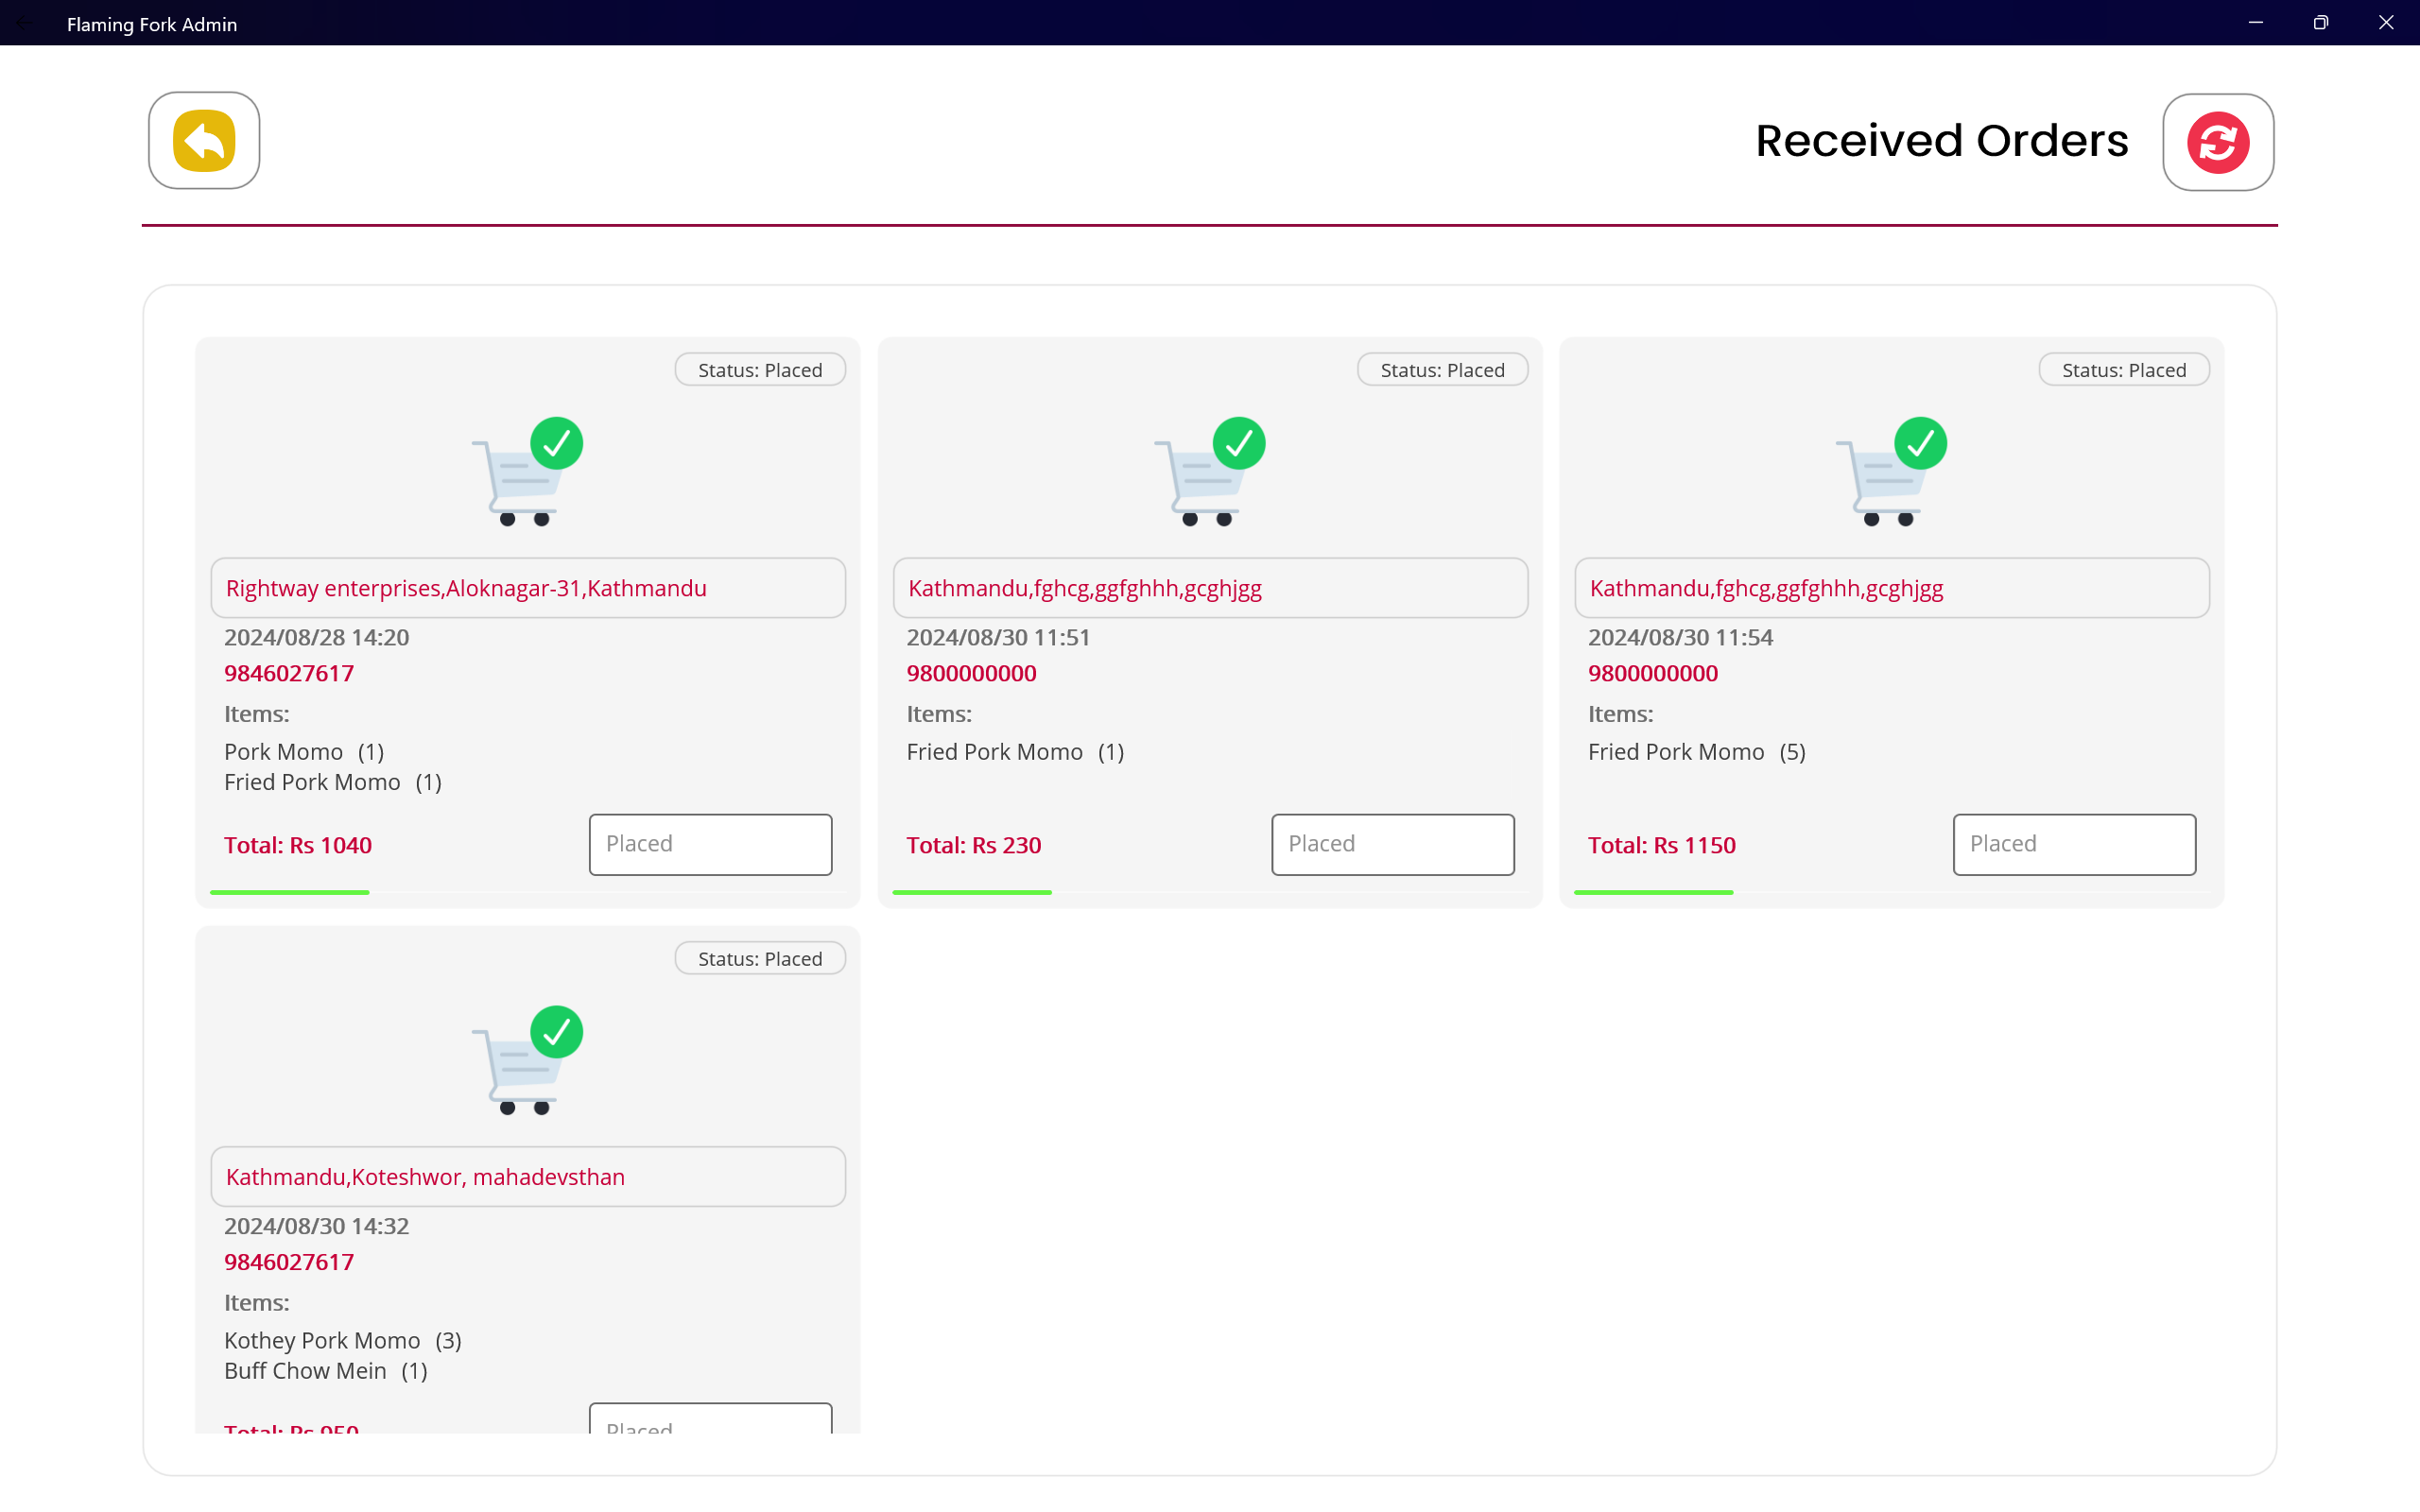 Flaming Fork Admin
Received Orders
Status: Placed
Rightway enterprises,Aloknagar-31,Kathmandu
2024/08/28 14:20
9846027617
Items:
Pork Momo (1)
Fried Pork Momo (1)
Total: Rs 1040
Placed
Status: Placed
Kathmandu,fghcg,ggfghhh,gcghjgg
2024/08/30 11:51
9800000000
Items:
Fried Pork Momo (1)
Total: Rs 230
Placed
Status: Placed
Kathmandu,fghcg,ggfghhh,gcghjgg
2024/08/30 11:54
9800000000
Items:
Fried Pork Momo (5)
Total: Rs 1150
Placed
Status: Placed
Kathmandu,Koteshwor, mahadevsthan
2024/08/30 14:32
9846027617
Items:
Kothey Pork Momo (3)
Buff Chow Mein (1)
Total: Rs 950
Placed